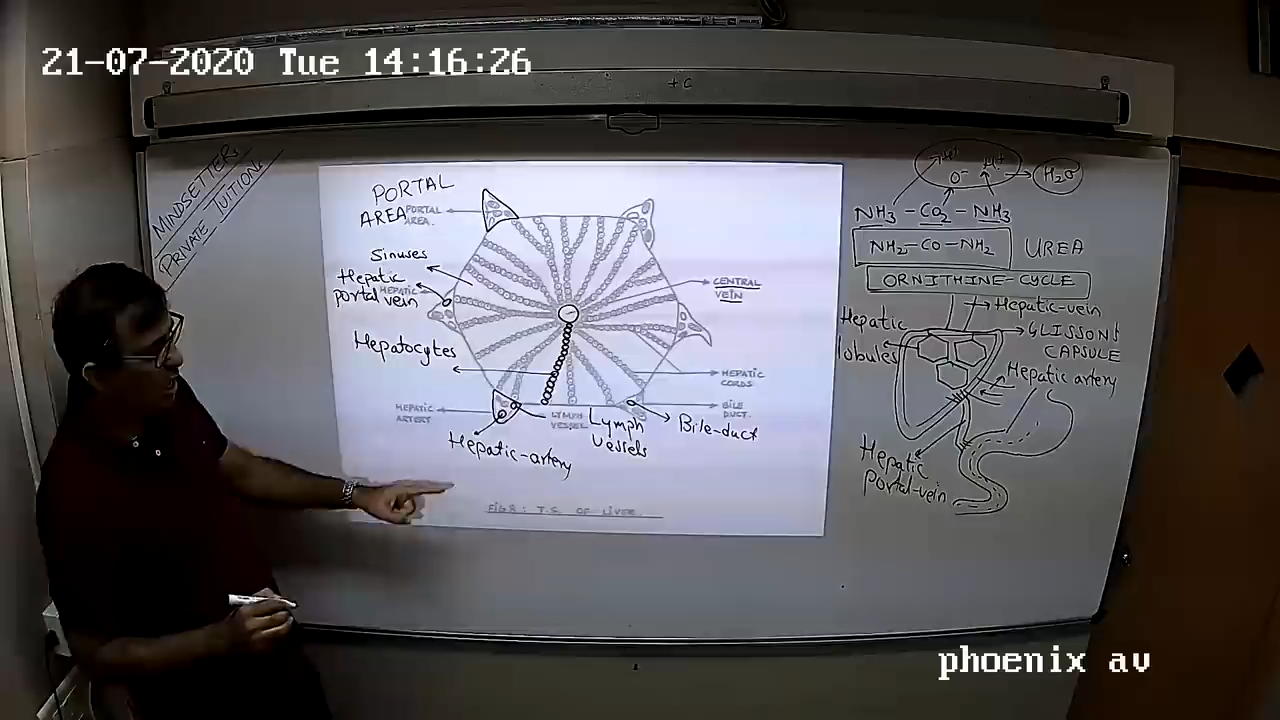 21-07-2020 Tue 14:16:26
+C
MINDSETTERS
PRIVATE TUITIONS
PORTAL
AREA
PORTAL
AREA.
Sinuses
Hepatic
portal vein
HEPATIC
Hepatocytes
HEPATIC
ARTERY
Hepatic-artery
LYMPH
VESSEL
Lymph
Vessels
CENTRAL
VEIN
HEPATIC
CORDS
BILE
DUCT.
Bile-duct
FIG 8: T.S. OF LIVER
H+ H+
O-
H2O
NH3 - CO2 - NH3
NH2-CO-NH2 UREA
ORNITHINE-CYCLE
Hepatic-vein
Hepatic
lobules
GLISSON'S
CAPSULE
Hepatic artery
Hepatic
Portal-vein
phoenix av